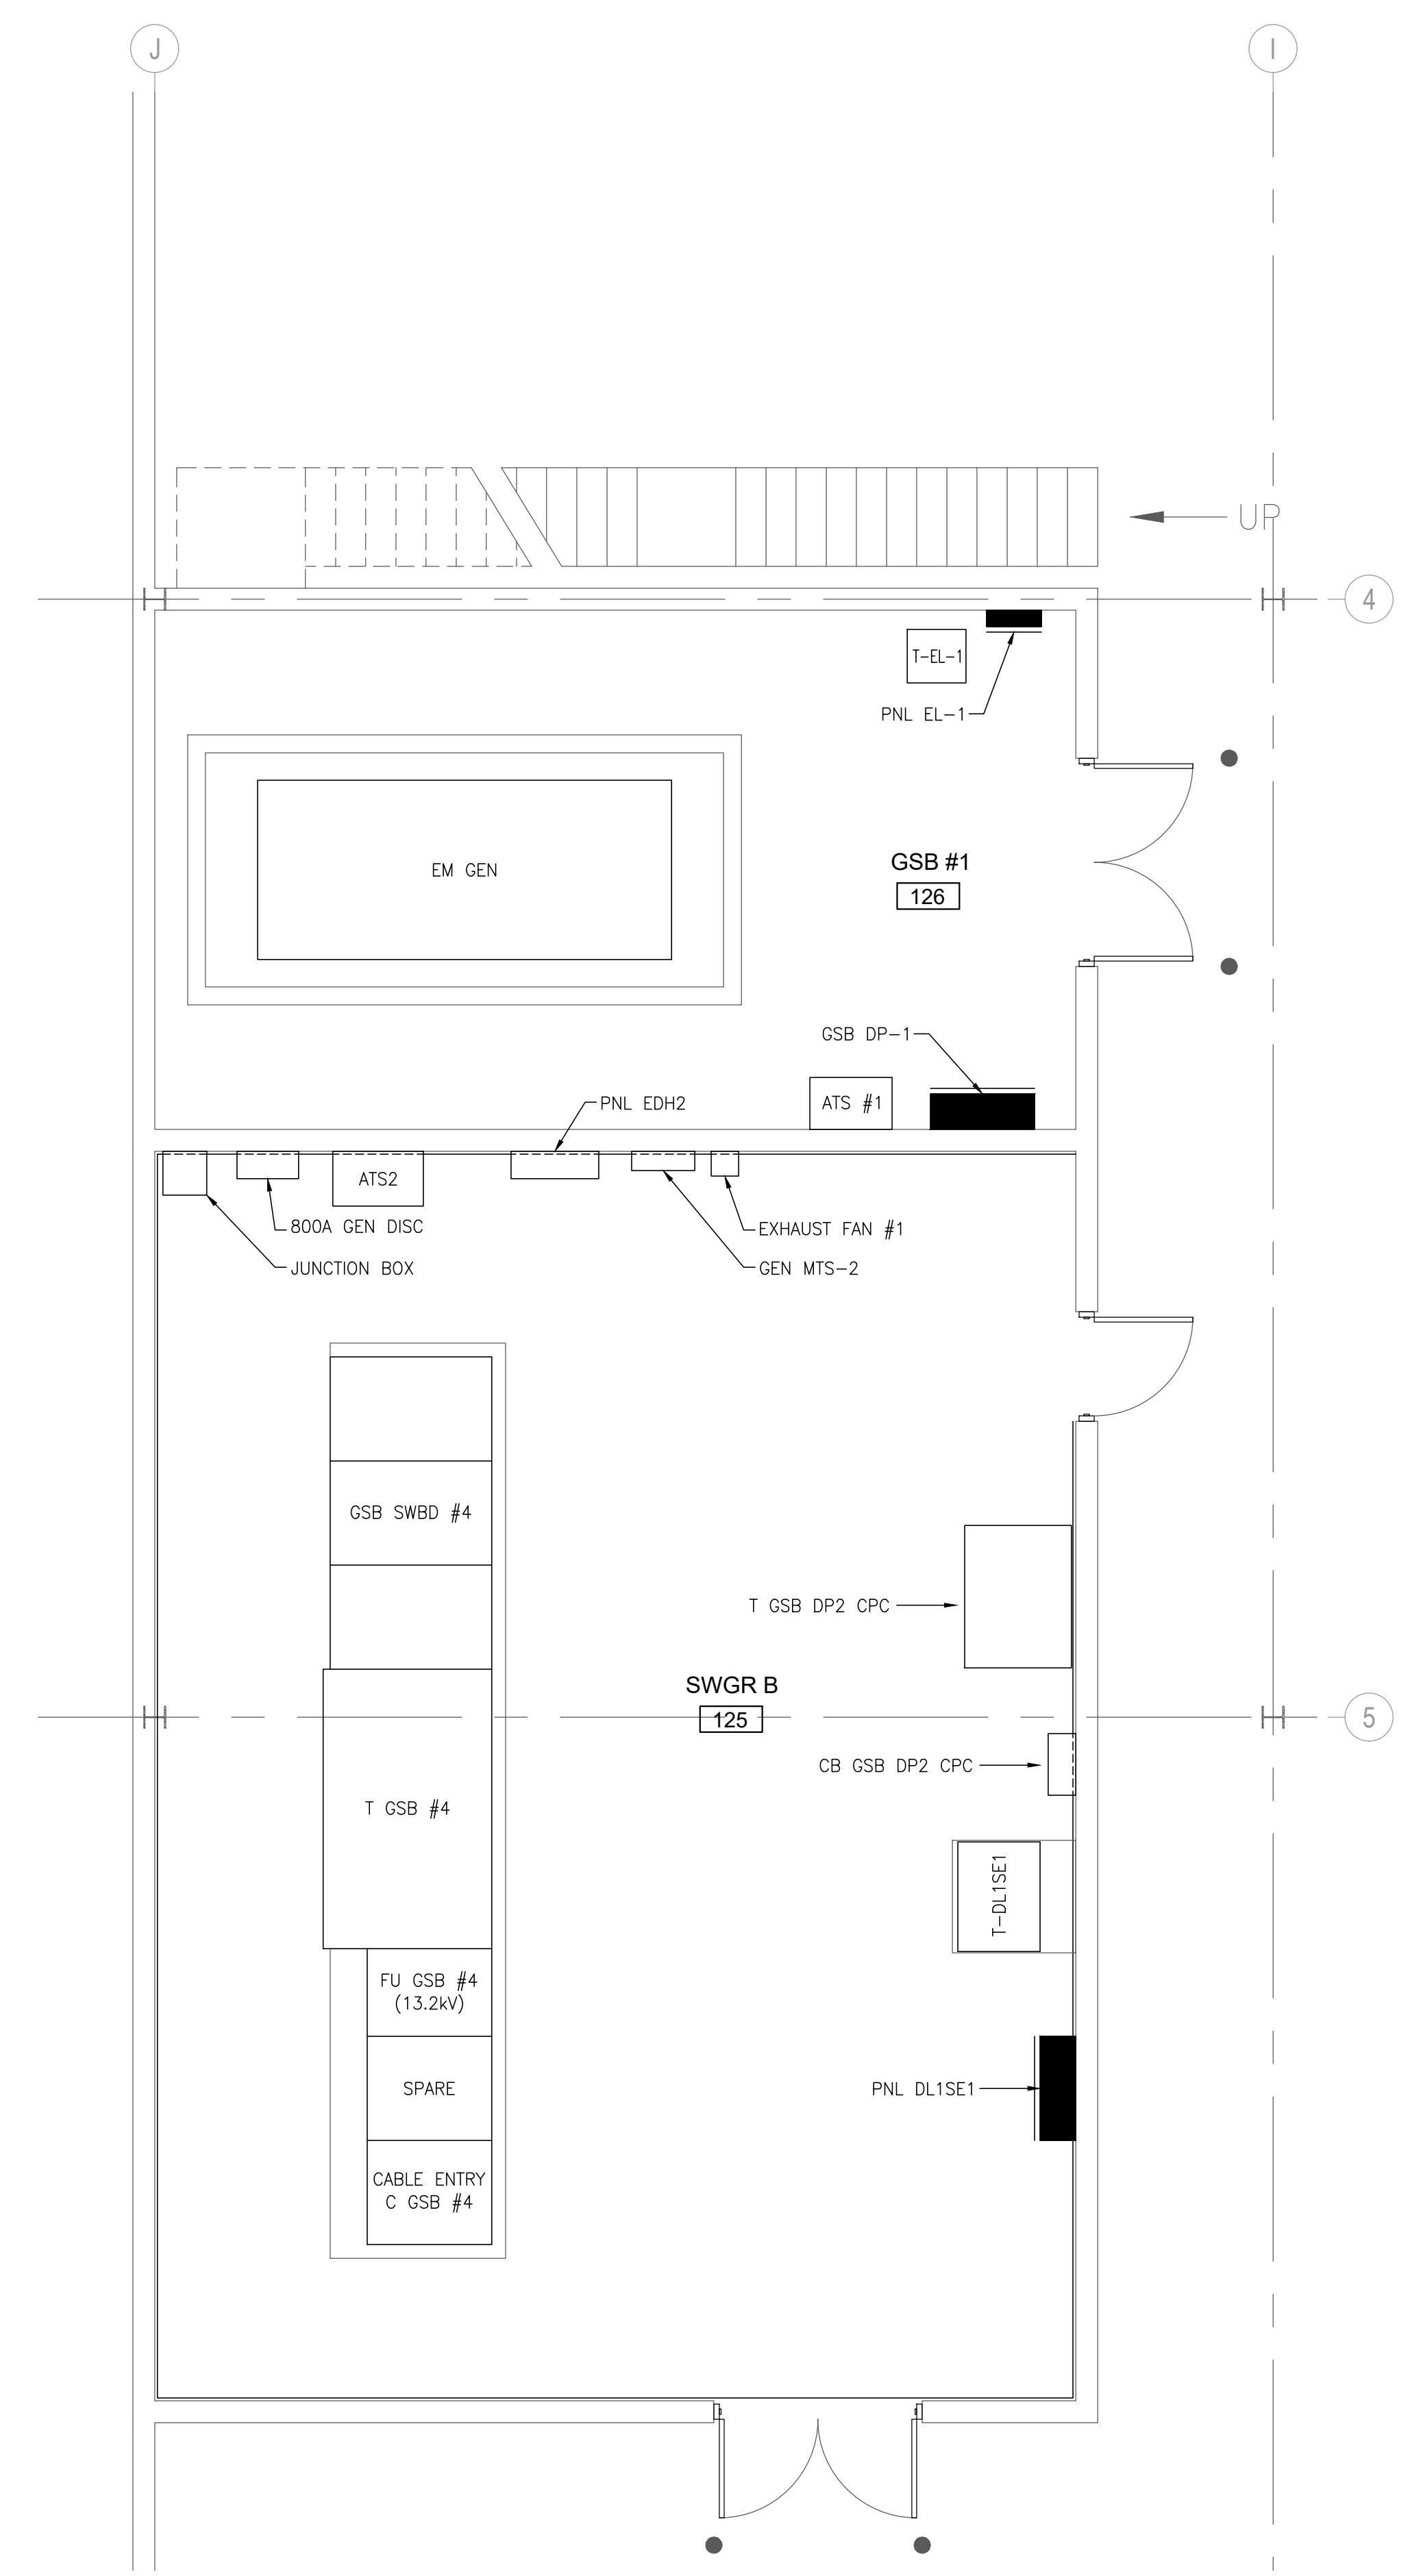 J
I
UP
4
T-EL-1
PNL EL-1
EM GEN
GSB #1
126
GSB DP-1
ATS #1
PNL EDH2
ATS2
800A GEN DISC
EXHAUST FAN #1
JUNCTION BOX
GEN MTS-2
GSB SWBD #4
T GSB DP2 CPC
SWGR B
125
5
CB GSB DP2 CPC
T GSB #4
T-DL1SE1
FU GSB #4
(13.2kV)
SPARE
PNL DL1SE1
CABLE ENTRY
C GSB #4